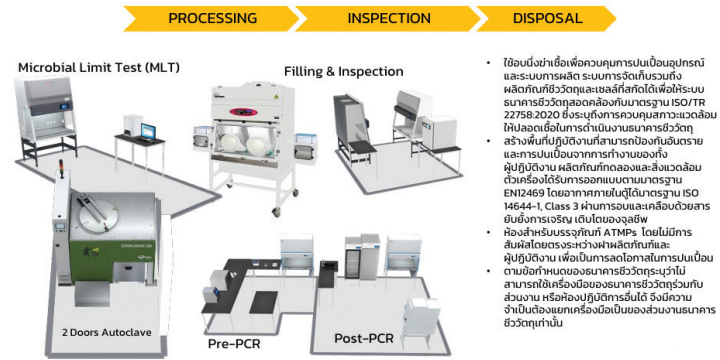 PROCESSING
INSPECTION
DISPOSAL
Microbial Limit Test (MLT)
Filling & Inspection
2 Doors Autoclave
Pre-PCR
Post-PCR
• ใช้อบนึ่งฆ่าเชื้อเพื่อควบคุมการปนเปื้อนอุปกรณ์
และระบบการผลิต ระบบการจัดเก็บรวมถึง
ผลิตภัณฑ์ชีววัตถุและเซลล์ที่สกัดได้เพื่อให้ระบบ
ธนาคารชีววัตถุสอดคล้องกับมาตรฐาน ISO/TR
22758:2020 ซึ่งระบุถึงการควบคุมสภาวะแวดล้อม
ให้ปลอดเชื้อในการดำเนินงานธนาคารชีววัตถุ
• สร้างพื้นที่ปฏิบัติงานที่สามารถป้องกันอันตราย
และการปนเปื้อนจากการทำงานของทั้ง
ผู้ปฏิบัติงาน ผลิตภัณฑ์ทดลองและสิ่งแวดล้อม
ตัวเครื่องได้รับการออกแบบตามมาตรฐาน
EN12469 โดยอากาศภายในตู้ได้มาตรฐาน ISO
14644-1, Class 3 ผ่านการอบและเคลือบด้วยสาร
ยับยั้งการเจริญ เติบโตของจุลชีพ
• ห้องสำหรับบรรจุภัณฑ์ ATMPs โดยไม่มีการ
สัมผัสโดยตรงระหว่างฝาผลิตภัณฑ์และ
ผู้ปฏิบัติงาน เพื่อเป็นการลดโอกาสในการปนเปื้อน
• ตามข้อกำหนดของธนาคารชีววัตถุระบุว่าไม่
สามารถใช้เครื่องมือของธนาคารชีววัตถุร่วมกับ
ส่วนงาน หรือห้องปฏิบัติการอื่นได้ จึงมีความ
จำเป็นต้องแยกเครื่องมือเป็นของส่วนงานธนาคาร
ชีววัตถุเท่านั้น